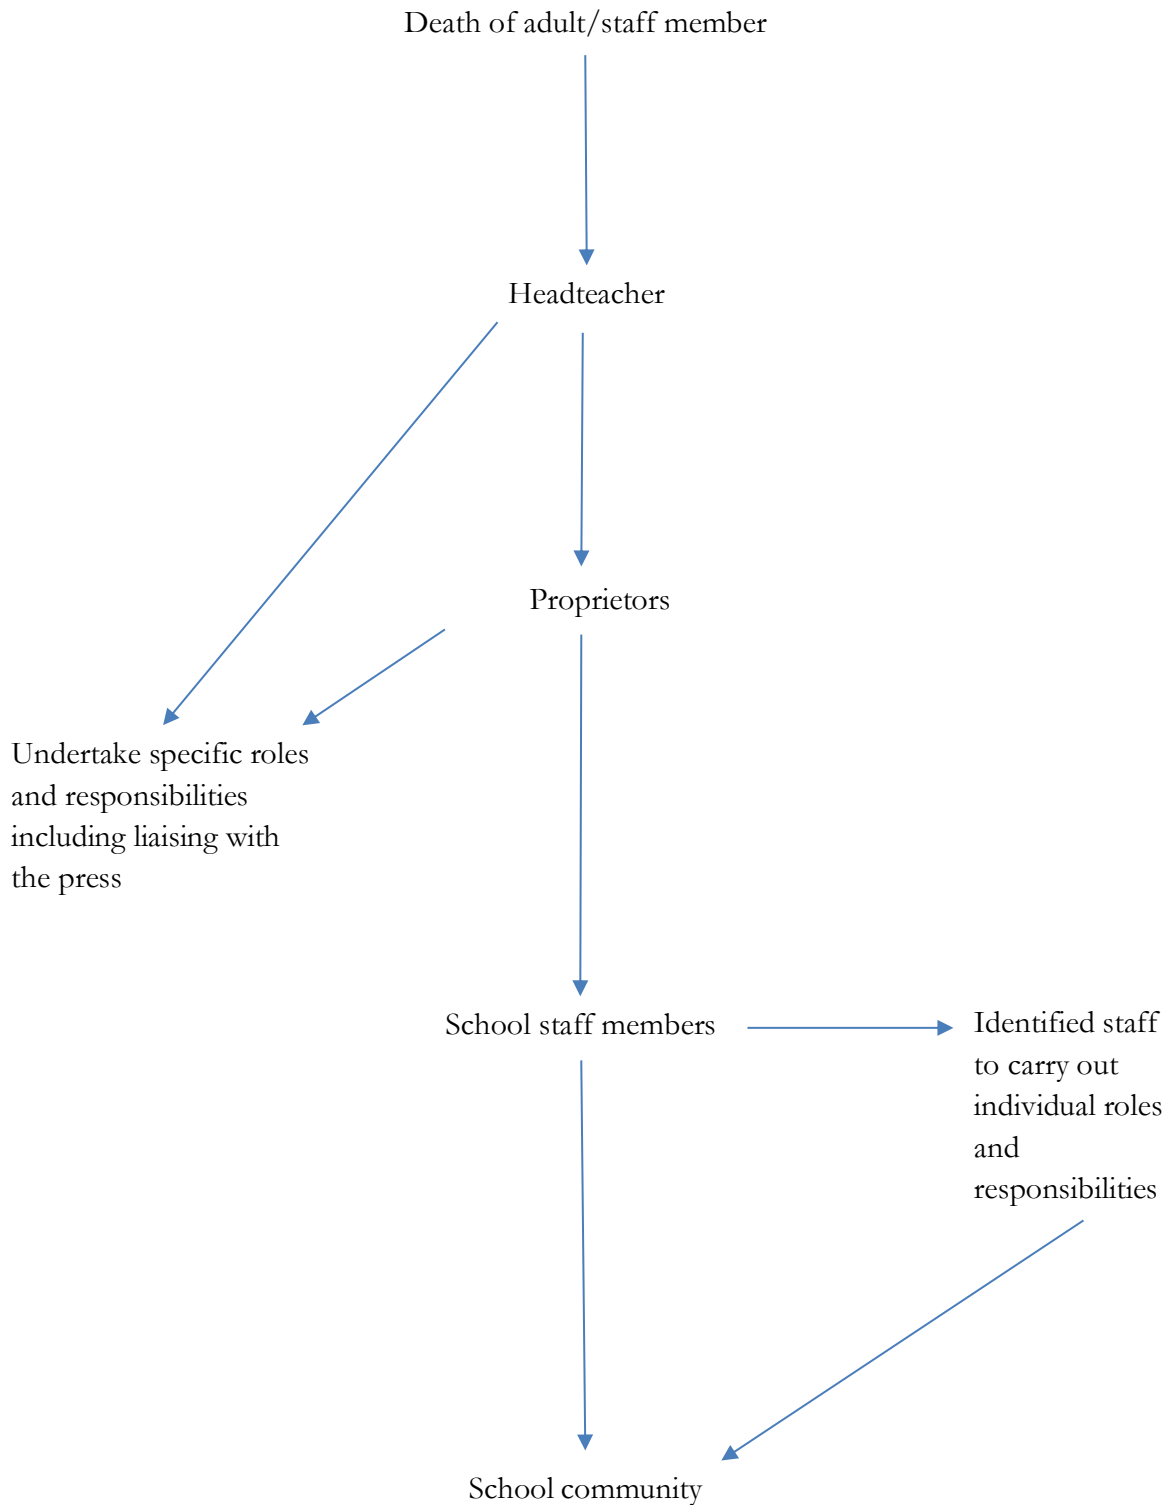 Death of adult/staff member
Headteacher
Proprietors
Undertake specific roles
and responsibilities
including liaising with
the press
School staff members
Identified staff
to carry out
individual roles
and
responsibilities
School community